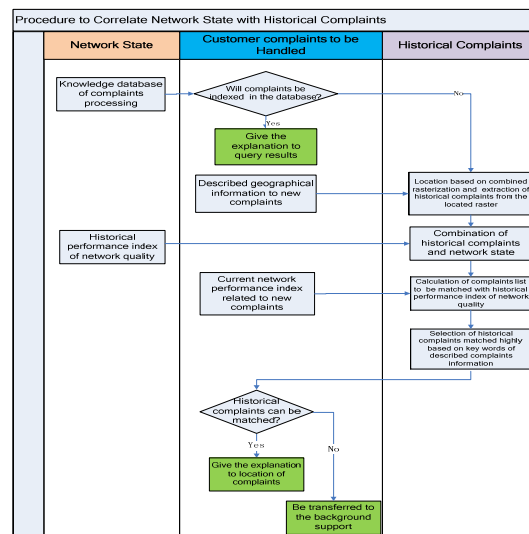 Procedure to Correlate Network State with Historical Complaints
Network State
Customer complaints to be
Handled
Historical Complaints
Knowledge database
of complaints
processing
Will complaints be
indexed in the database?
No
Yes
Give the
explanation to
query results
Described geographical
information to new
complaints
Location based on combined
rasterization and extraction of
historical complaints from the
located raster
Historical
performance index
of network quality
Combination of
historical complaints
and network state
Current network
performance index
related to new
complaints
Calculation of complaints list
to be matched with historical
performance index of network
quality
Selection of historical
complaints matched highly
based on key words of
described complaints
information
Historical
complaints can be
matched?
Yes
No
Give the explanation
to location of
complaints
Be transferred to
the background
support